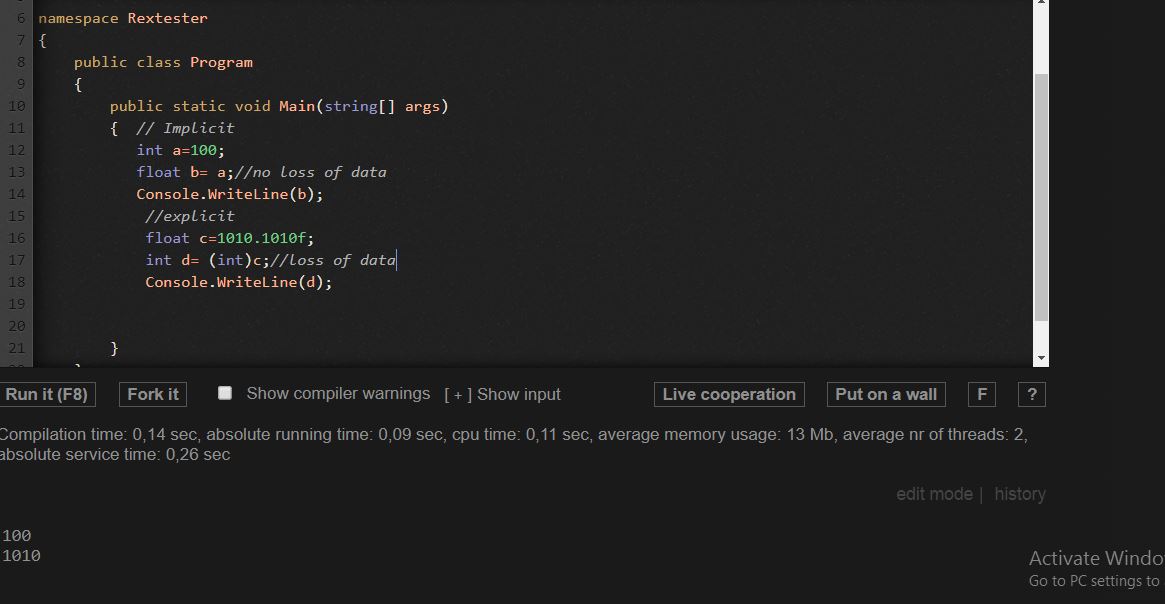 6 namespace Rextester
7 {
8 public class Program
9 {
10 public static void Main(string[] args)
11 { // Implicit
12 int a=100;
13 float b= a;//no loss of data
14 Console.WriteLine(b);
15 //explicit
16 float c=1010.1010f;
17 int d= (int)c;//loss of data
18 Console.WriteLine(d);
19
20
21 }
Run it (F8) Fork it Show compiler warnings [ + ] Show input Live cooperation Put on a wall F ?
Compilation time: 0,14 sec, absolute running time: 0,09 sec, cpu time: 0,11 sec, average memory usage: 13 Mb, average nr of threads: 2,
absolute service time: 0,26 sec
edit mode | history
100
1010
Activate Windo
Go to PC settings to